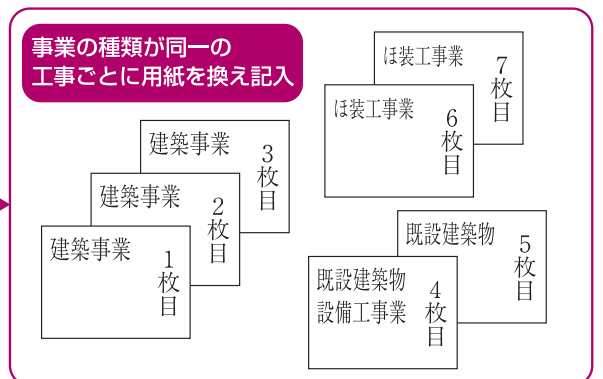 事業の種類が同一の
工事ごとに用紙を換え記入
建築事業
1枚目
建築事業
2枚目
建築事業
3枚目
既設建築物
設備工事業
4枚目
既設建築物
5枚目
ほ装工事業
6枚目
ほ装工事業
7枚目